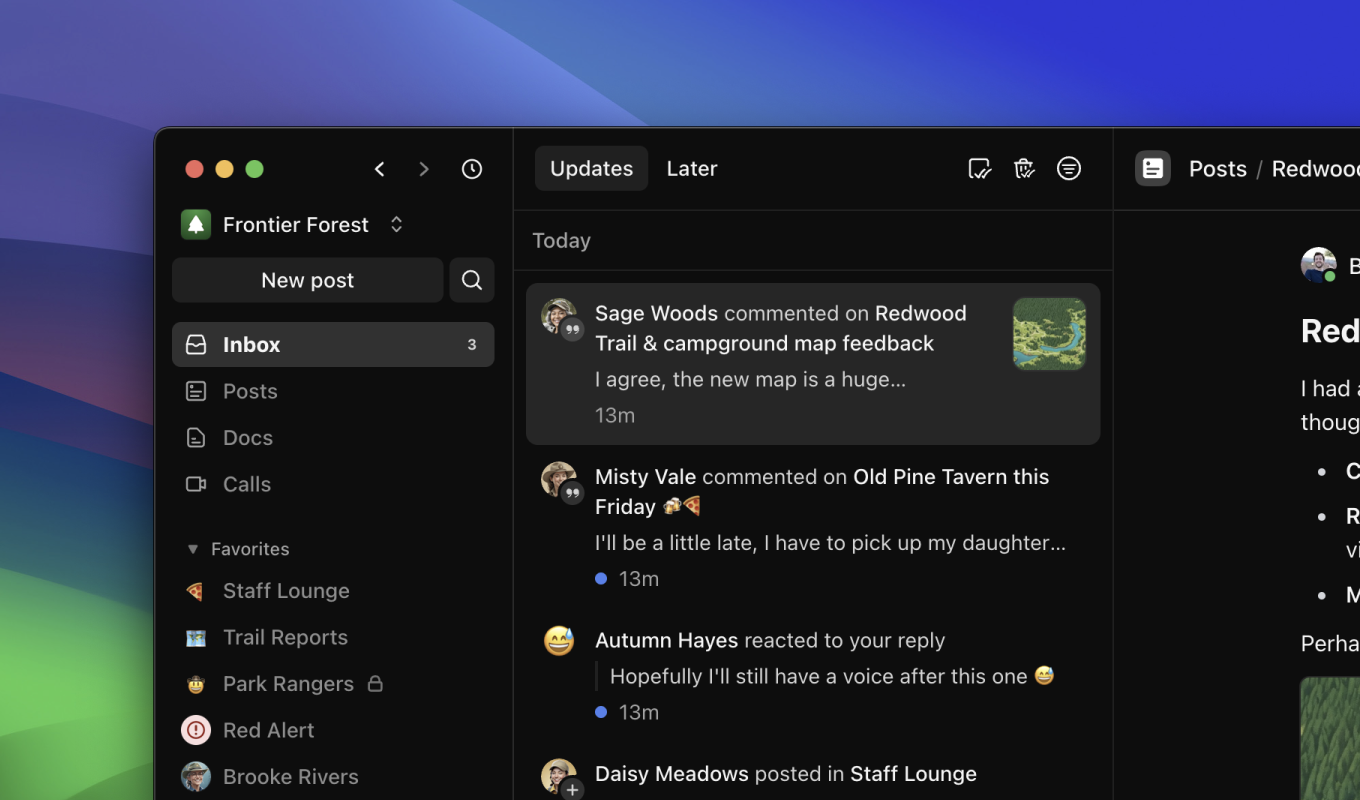 Frontier Forest
New post
Inbox 3
Posts
Docs
Calls
Favorites
Staff Lounge
Trail Reports
Park Rangers
Red Alert
Brooke Rivers
Updates Later
Today
Sage Woods commented on Redwood
Trail & campground map feedback
I agree, the new map is a huge...
13m
Misty Vale commented on Old Pine Tavern this
Friday 🍻🍕
I'll be a little late, I have to pick up my daughter...
13m
Autumn Hayes reacted to your reply
Hopefully I'll still have a voice after this one 😅
13m
Daisy Meadows posted in Staff Lounge
Posts / Redwoo
B
Red
I had a
thoug
C
R
vi
M
Perha